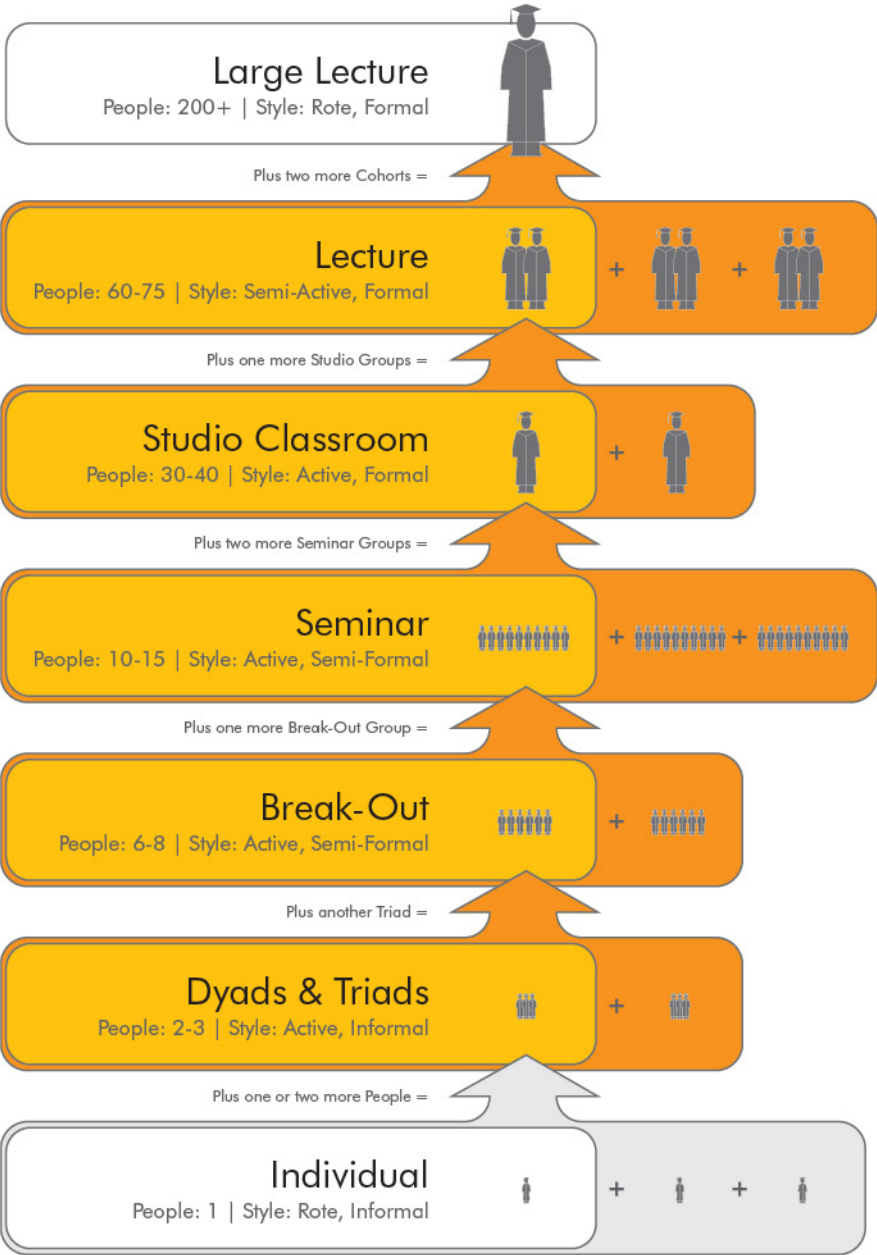 Large Lecture
People: 200+ | Style: Rote, Formal
Plus two more Cohorts =
Lecture
People: 60-75 | Style: Semi-Active, Formal
+ +
Plus one more Studio Groups =
Studio Classroom
People: 30-40 | Style: Active, Formal
+
Plus two more Seminar Groups =
Seminar
People: 10-15 | Style: Active, Semi-Formal
+ +
Plus one more Break-Out Group =
Break-Out
People: 6-8 | Style: Active, Semi-Formal
+
Plus another Triad =
Dyads & Triads
People: 2-3 | Style: Active, Informal
+
Plus one or two more People =
Individual
People: 1 | Style: Rote, Informal
+ +